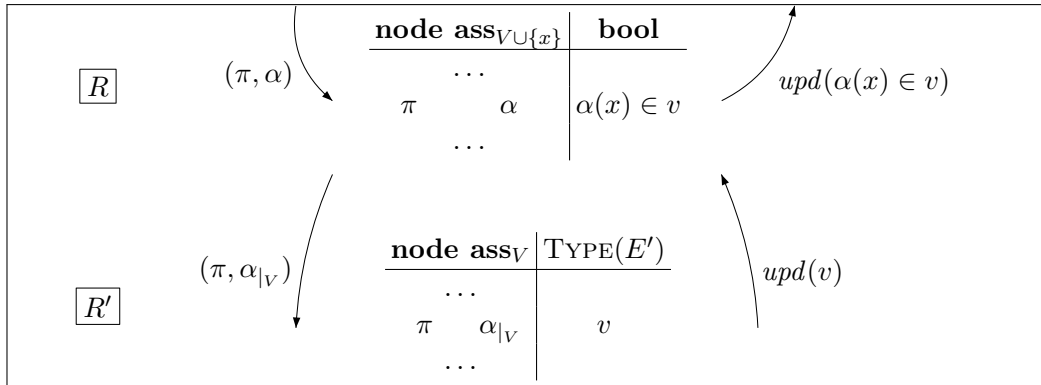 node ass_{V∪{x}} bool
R (π, α) … upd(α(x) ∈ v)
π α α(x) ∈ v
…
node ass_V TYPE(E′)
(π, α_{|V}) upd(v)
…
R′ π α_{|V} v
…